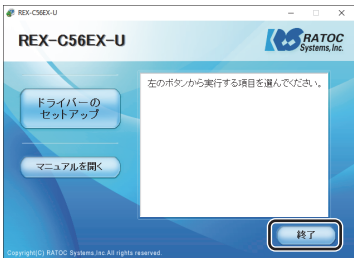 REX-C56EX-U
REX-C56EX-U
RATOC
Systems, Inc.
左のボタンから実行する項目を選んでください。
ドライバーの
セットアップ
マニュアルを開く
終了
Copyright(C) RATOC Systems,Inc.All rights reserved.